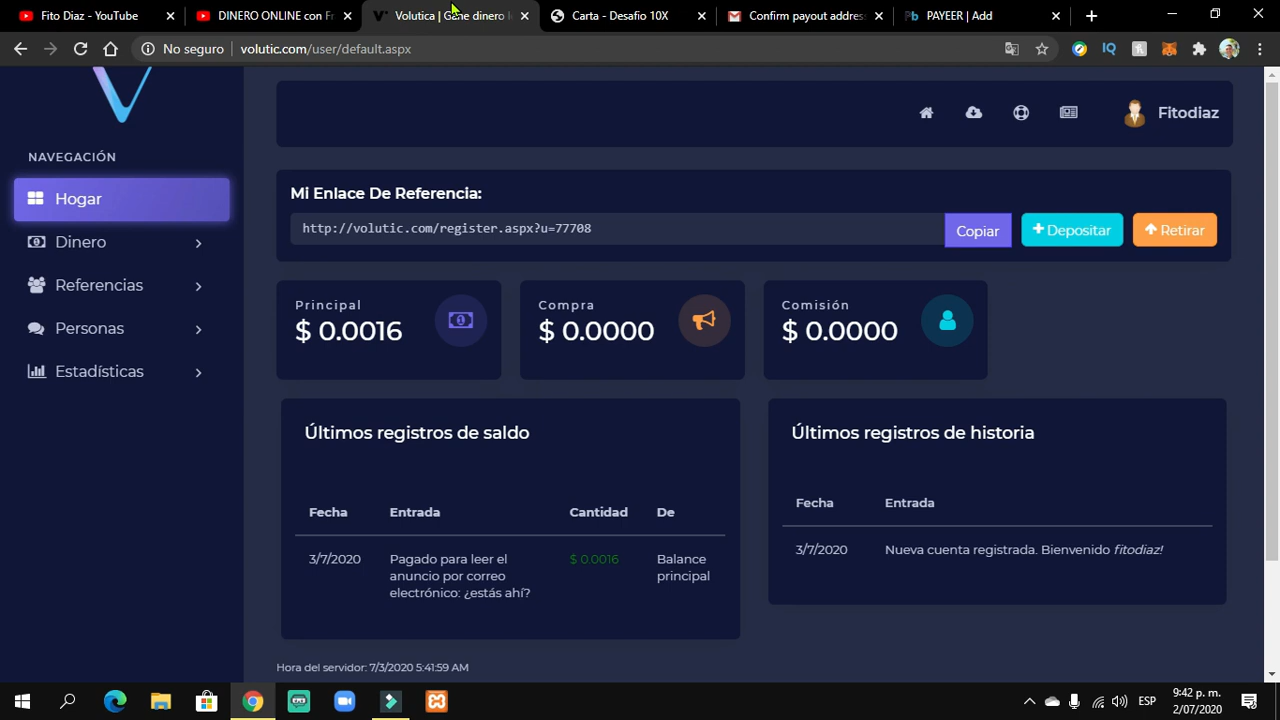 Fito Diaz - YouTube
DINERO ONLINE con Fr
Volutica | Gane dinero l
Carta - Desafio 10X
Confirm payout address
PAYEER | Add
No seguro volutic.com/user/default.aspx
Fitodiaz
NAVEGACIÓN
Hogar
Dinero
Referencias
Personas
Estadísticas
Mi Enlace De Referencia:
http://volutic.com/register.aspx?u=77708
Copiar
Depositar
Retirar
Principal
$ 0.0016
Compra
$ 0.0000
Comisión
$ 0.0000
Últimos registros de saldo
Fecha Entrada Cantidad De
3/7/2020 Pagado para leer el $ 0.0016 Balance
anuncio por correo principal
electrónico: ¿estás ahí?
Últimos registros de historia
Fecha Entrada
3/7/2020 Nueva cuenta registrada. Bienvenido fitodiaz!
Hora del servidor: 7/3/2020 5:41:59 AM
ESP
9:42 p. m.
2/07/2020